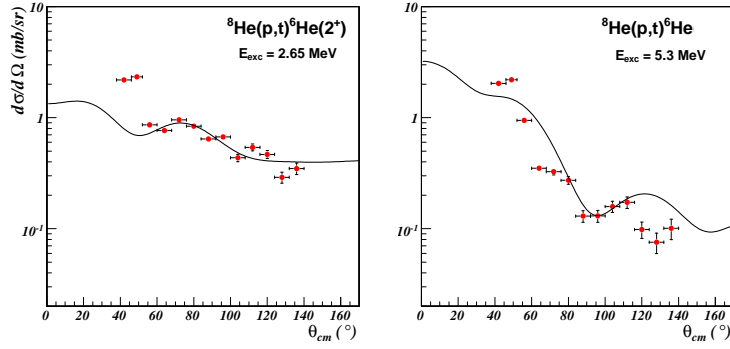 ⁸He(p,t)⁶He(2⁺)
E_exc = 2.65 MeV
dσ/dΩ (mb/sr)
10
1
10⁻¹
0 20 40 60 80 100 120 140 160
θ_cm (°)
⁸He(p,t)⁶He
E_exc = 5.3 MeV
10
1
10⁻¹
0 20 40 60 80 100 120 140 160
θ_cm (°)